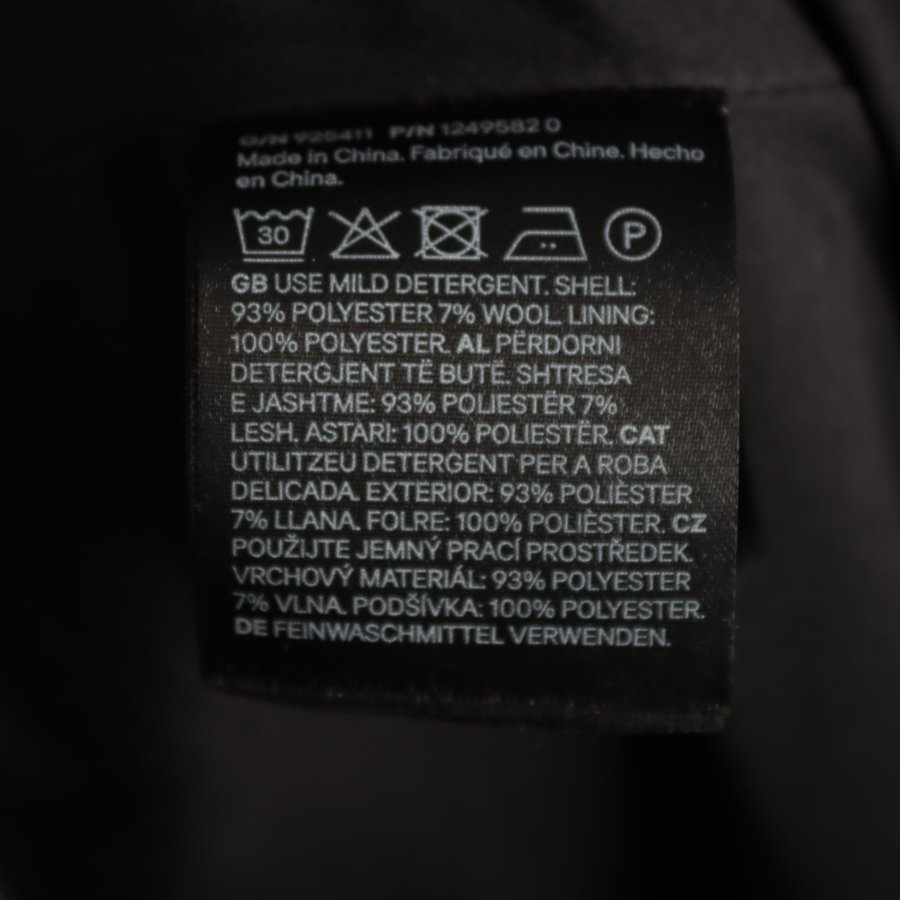 O/N 925411 P/N 1249582 0
Made in China. Fabriqué en Chine. Hecho
en China.
30 P
GB USE MILD DETERGENT. SHELL:
93% POLYESTER 7% WOOL. LINING:
100% POLYESTER. AL PËRDORNI
DETERGJENT TË BUTË. SHTRESA
E JASHTME: 93% POLIESTËR 7%
LESH. ASTARI: 100% POLIESTËR. CAT
UTILITZEU DETERGENT PER A ROBA
DELICADA. EXTERIOR: 93% POLIÈSTER
7% LLANA. FOLRE: 100% POLIÈSTER. CZ
POUŽIJTE JEMNÝ PRACÍ PROSTŘEDEK.
VRCHOVÝ MATERIÁL: 93% POLYESTER
7% VLNA. PODŠÍVKA: 100% POLYESTER.
DE FEINWASCHMITTEL VERWENDEN.